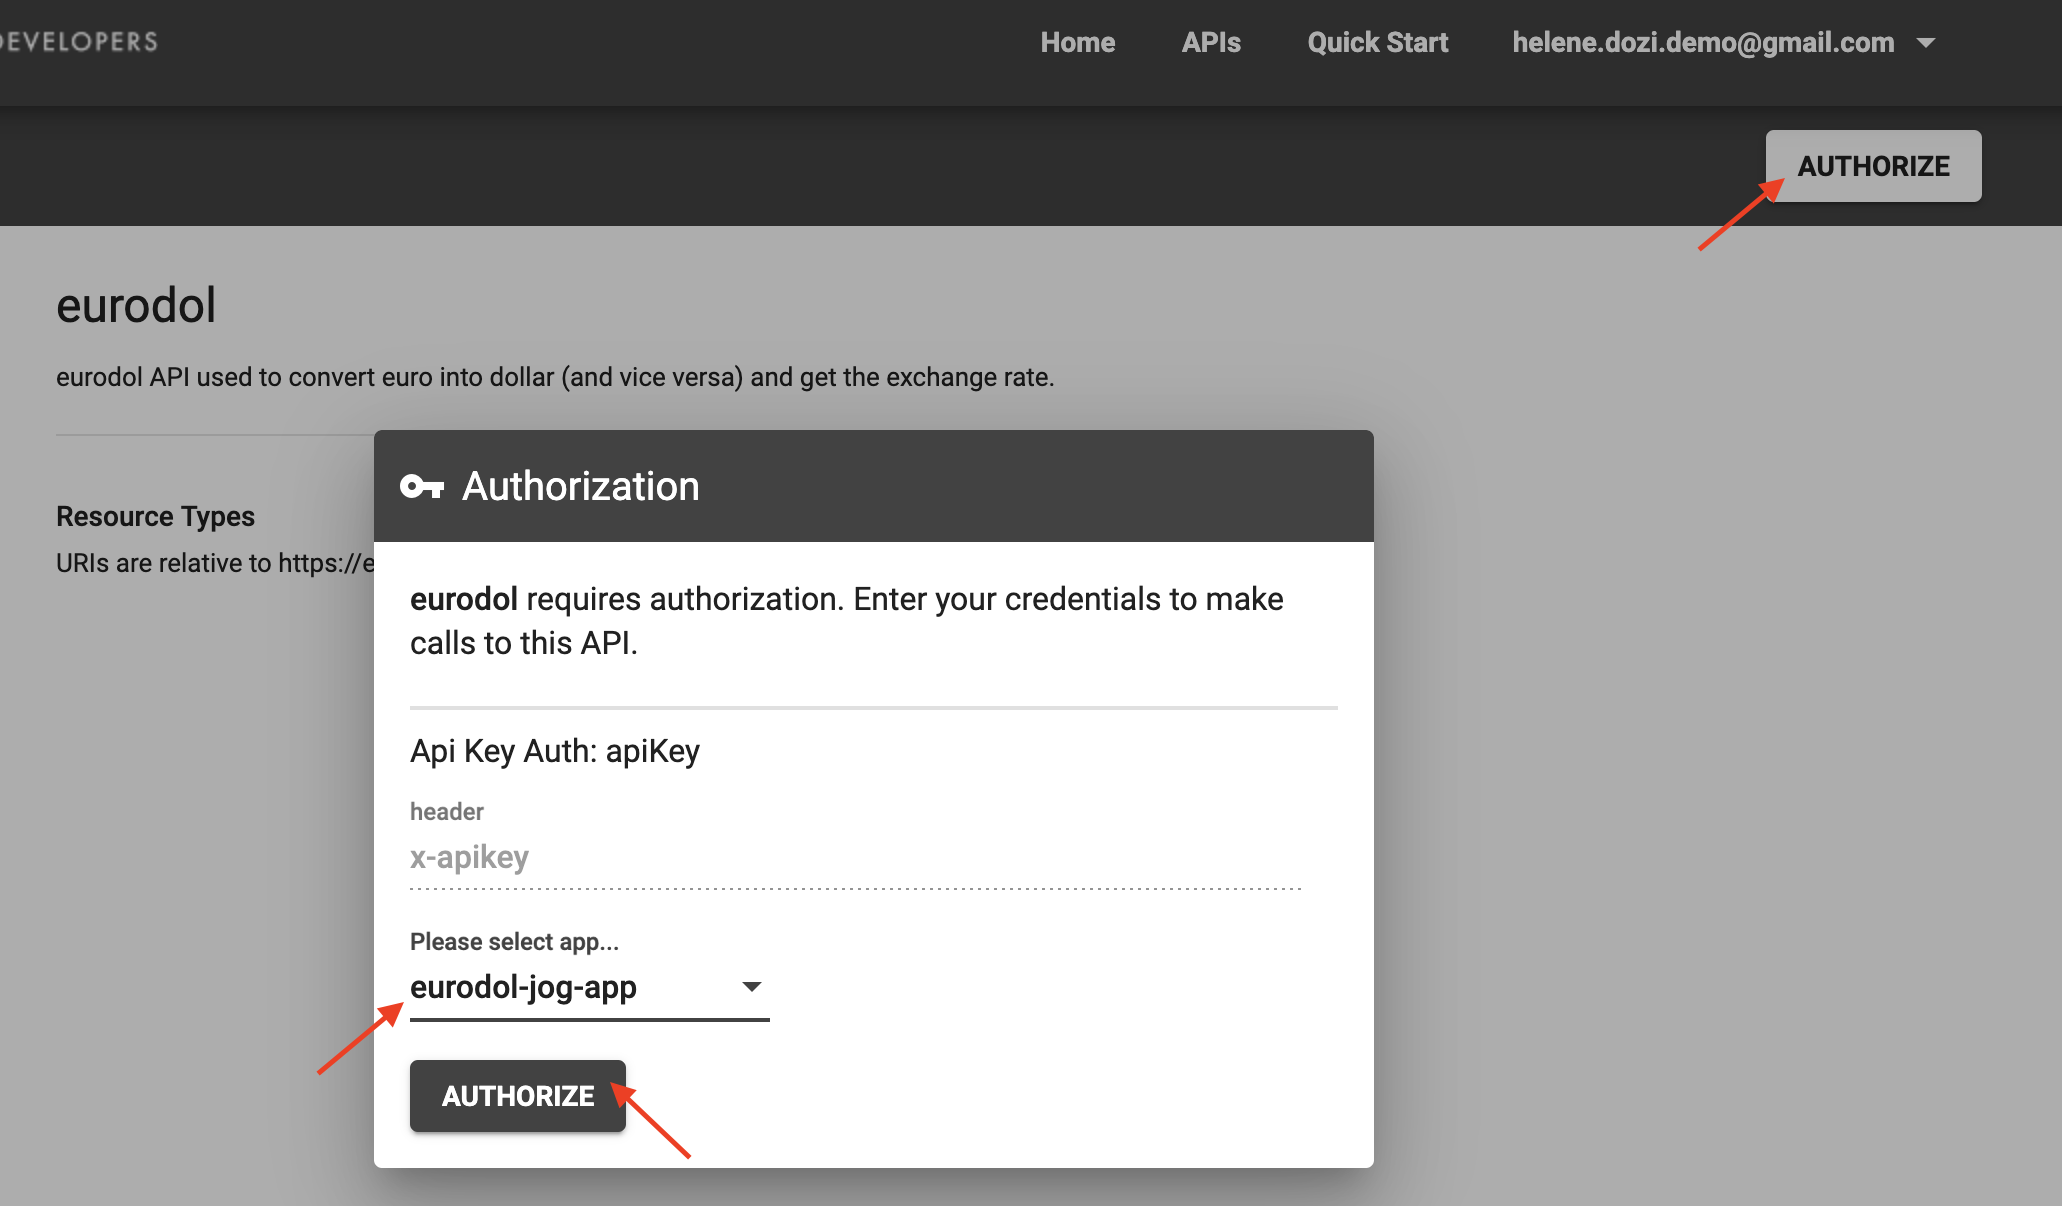 DEVELOPERS
Home APIs Quick Start helene.dozi.demo@gmail.com
AUTHORIZE
eurodol
eurodol API used to convert euro into dollar (and vice versa) and get the exchange rate.
Resource Types
URIs are relative to https://e
Authorization
eurodol requires authorization. Enter your credentials to make
calls to this API.
Api Key Auth: apiKey
header
x-apikey
Please select app...
eurodol-jog-app
AUTHORIZE